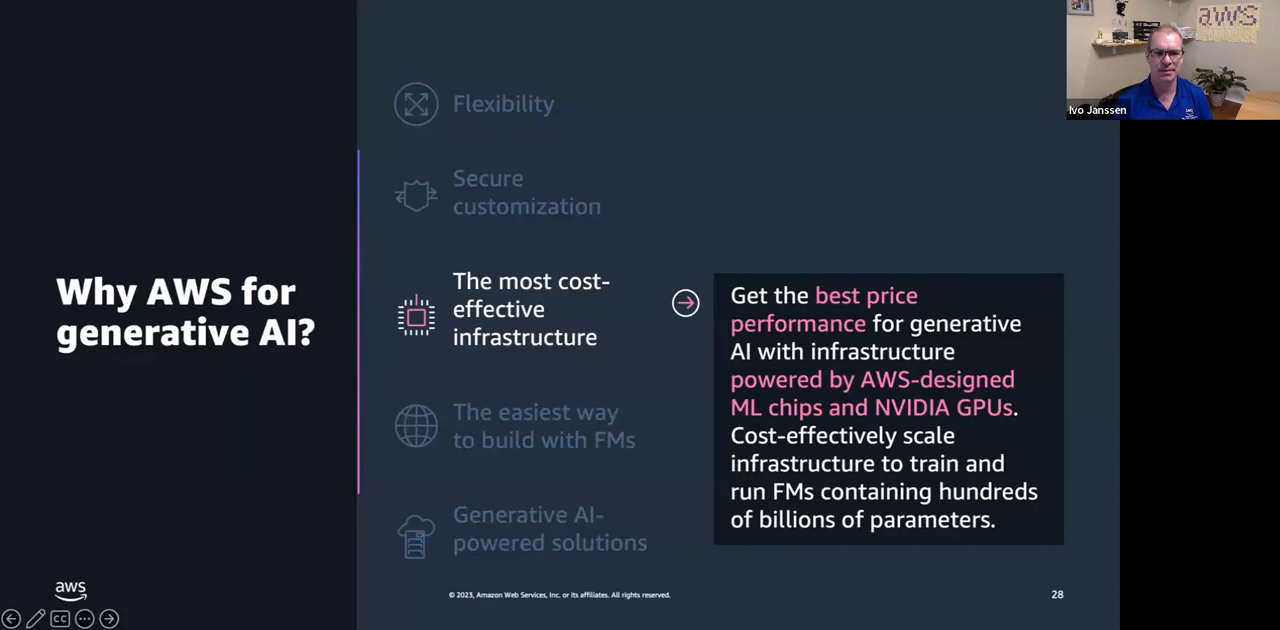 aws
Ivo Janssen
Flexibility
Secure
customization
Why AWS for
generative AI?
The most cost-
effective
infrastructure
Get the best price
performance for generative
AI with infrastructure
powered by AWS-designed
ML chips and NVIDIA GPUs.
Cost-effectively scale
infrastructure to train and
run FMs containing hundreds
of billions of parameters.
The easiest way
to build with FMs
Generative AI-
powered solutions
aws
© 2023, Amazon Web Services, Inc. or its affiliates. All rights reserved.
28
CC